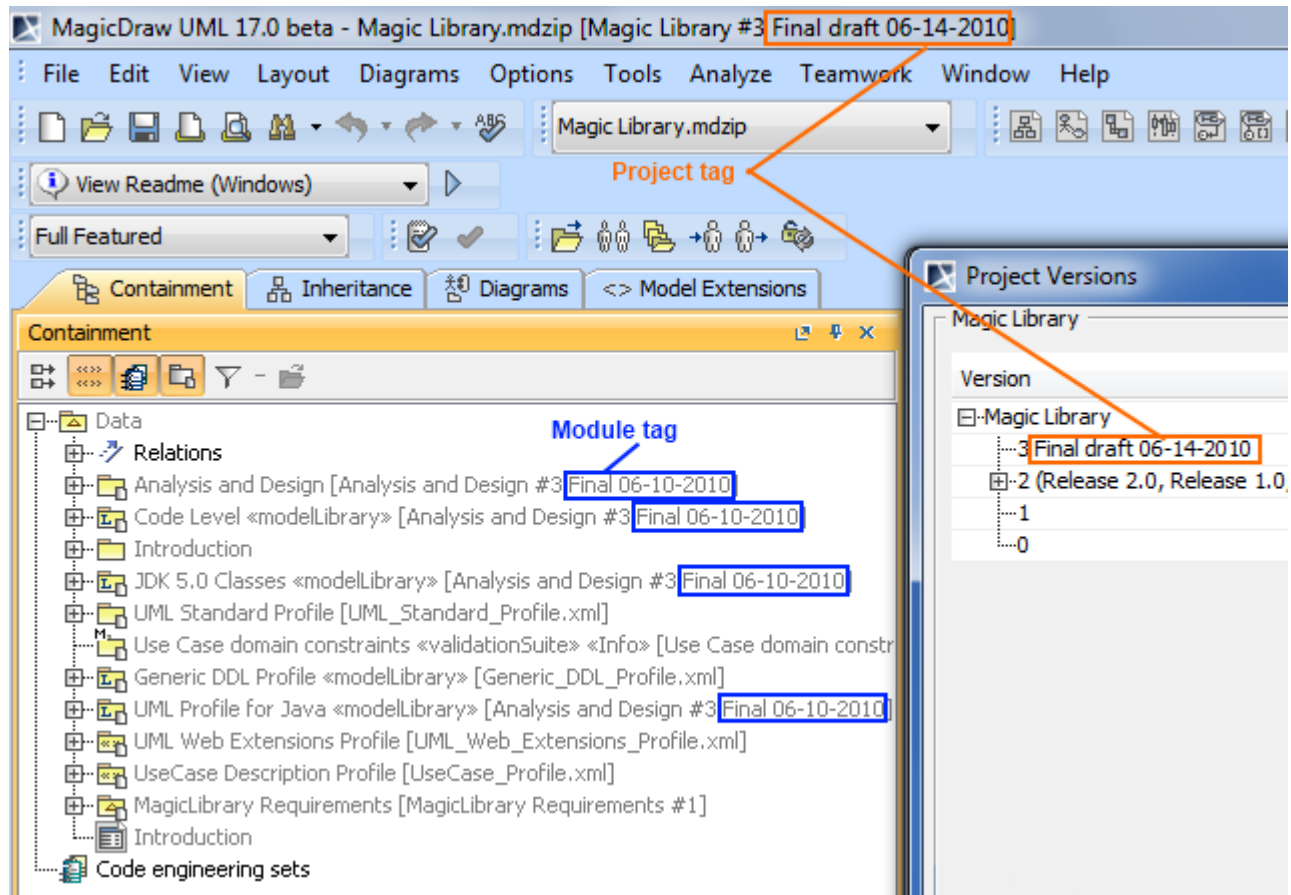 MagicDraw UML 17.0 beta - Magic Library.mdzip [Magic Library #3 Final draft 06-14-2010]
File Edit View Layout Diagrams Options Tools Analyze Teamwork Window Help
ABS Magic Library.mdzip
View Readme (Windows)
Project tag
Full Featured
Containment Inheritance Diagrams <> Model Extensions
Project Versions
Containment
Magic Library
Version
Data
Module tag
Magic Library
Relations
3 Final draft 06-14-2010
Analysis and Design [Analysis and Design #3 Final 06-10-2010]
2 (Release 2.0, Release 1.0,
Code Level «modelLibrary» [Analysis and Design #3 Final 06-10-2010]
1
Introduction
0
JDK 5.0 Classes «modelLibrary» [Analysis and Design #3 Final 06-10-2010]
UML Standard Profile [UML_Standard_Profile.xml]
Use Case domain constraints «validationSuite» «Info» [Use Case domain constr
Generic DDL Profile «modelLibrary» [Generic_DDL_Profile.xml]
UML Profile for Java «modelLibrary» [Analysis and Design #3 Final 06-10-2010]
UML Web Extensions Profile [UML_Web_Extensions_Profile.xml]
UseCase Description Profile [UseCase_Profile.xml]
MagicLibrary Requirements [MagicLibrary Requirements #1]
Introduction
Code engineering sets